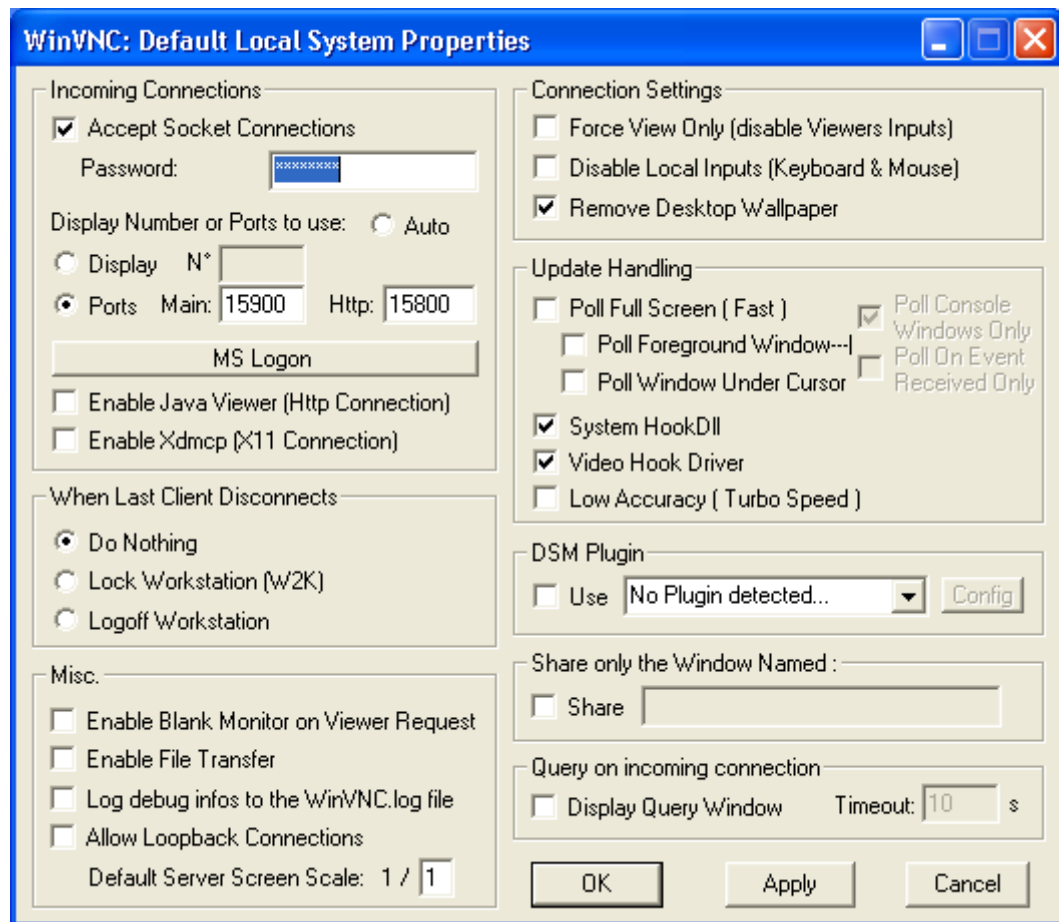 WinVNC: Default Local System Properties
Incoming Connections
Accept Socket Connections
Password: ********
Display Number or Ports to use: Auto
Display N°
Ports Main: 15900 Http: 15800
MS Logon
Enable Java Viewer (Http Connection)
Enable Xdmcp (X11 Connection)
When Last Client Disconnects
Do Nothing
Lock Workstation (W2K)
Logoff Workstation
Misc.
Enable Blank Monitor on Viewer Request
Enable File Transfer
Log debug infos to the WinVNC.log file
Allow Loopback Connections
Default Server Screen Scale: 1 / 1
Connection Settings
Force View Only (disable Viewers Inputs)
Disable Local Inputs (Keyboard & Mouse)
Remove Desktop Wallpaper
Update Handling
Poll Full Screen ( Fast )
Poll Foreground Window---|
Poll Window Under Cursor
Poll Console
Windows Only
Poll On Event
Received Only
System HookDll
Video Hook Driver
Low Accuracy ( Turbo Speed )
DSM Plugin
Use No Plugin detected... Config
Share only the Window Named :
Share
Query on incoming connection
Display Query Window Timeout: 10 s
OK Apply Cancel